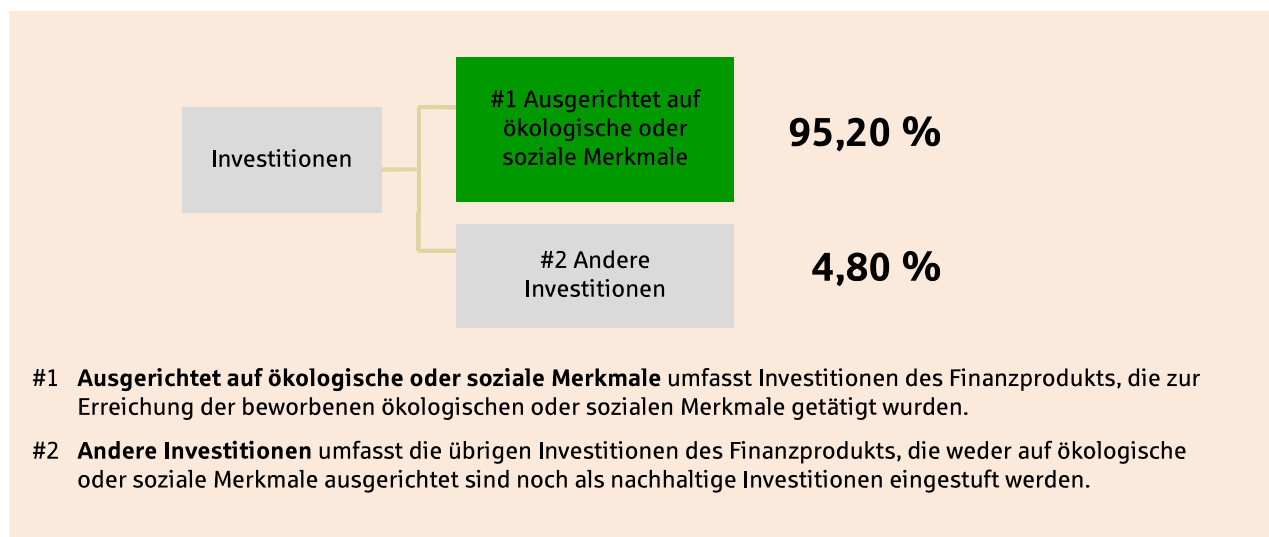 Investitionen
#1 Ausgerichtet auf
ökologische oder
soziale Merkmale
95,20 %
#2 Andere
Investitionen
4,80 %
#1 Ausgerichtet auf ökologische oder soziale Merkmale umfasst Investitionen des Finanzprodukts, die zur
Erreichung der beworbenen ökologischen oder sozialen Merkmale getätigt wurden.
#2 Andere Investitionen umfasst die übrigen Investitionen des Finanzprodukts, die weder auf ökologische
oder soziale Merkmale ausgerichtet sind noch als nachhaltige Investitionen eingestuft werden.